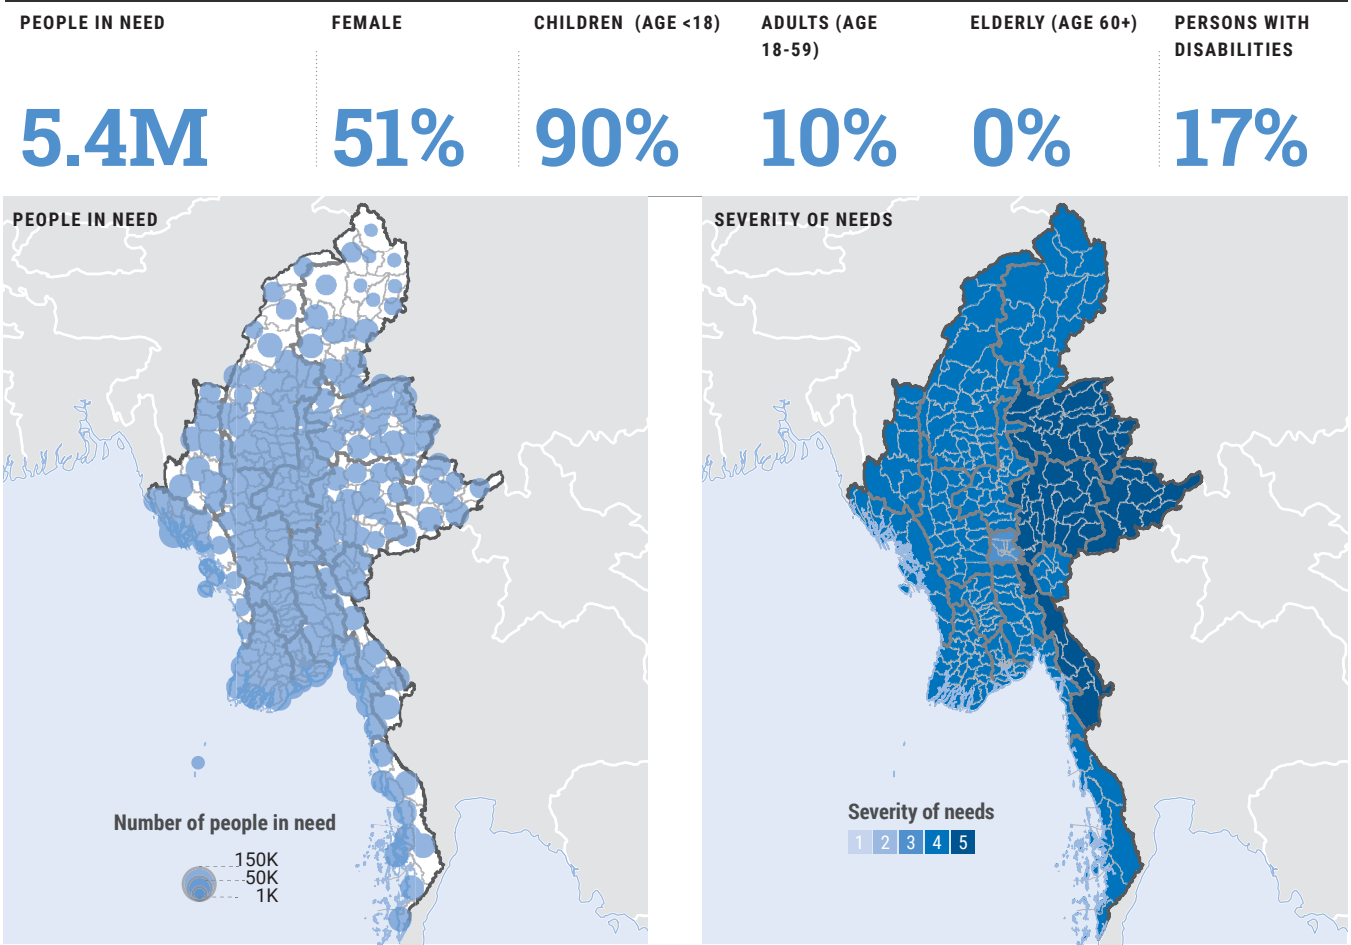 PEOPLE IN NEED
FEMALE
CHILDREN (AGE <18)
ADULTS (AGE
18-59)
ELDERLY (AGE 60+)
PERSONS WITH
DISABILITIES
5.4M
51%
90%
10%
0%
17%
PEOPLE IN NEED
Number of people in need
150K
50K
1K
SEVERITY OF NEEDS
Severity of needs
1 2 3 4 5